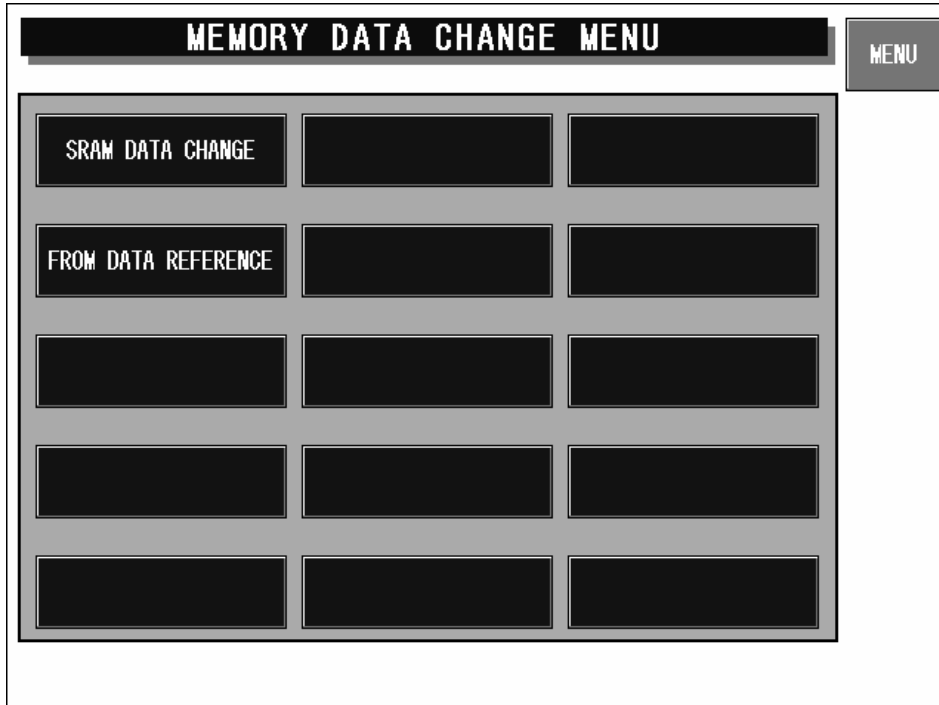 MEMORY DATA CHANGE MENU
MENU
SRAM DATA CHANGE
FROM DATA REFERENCE